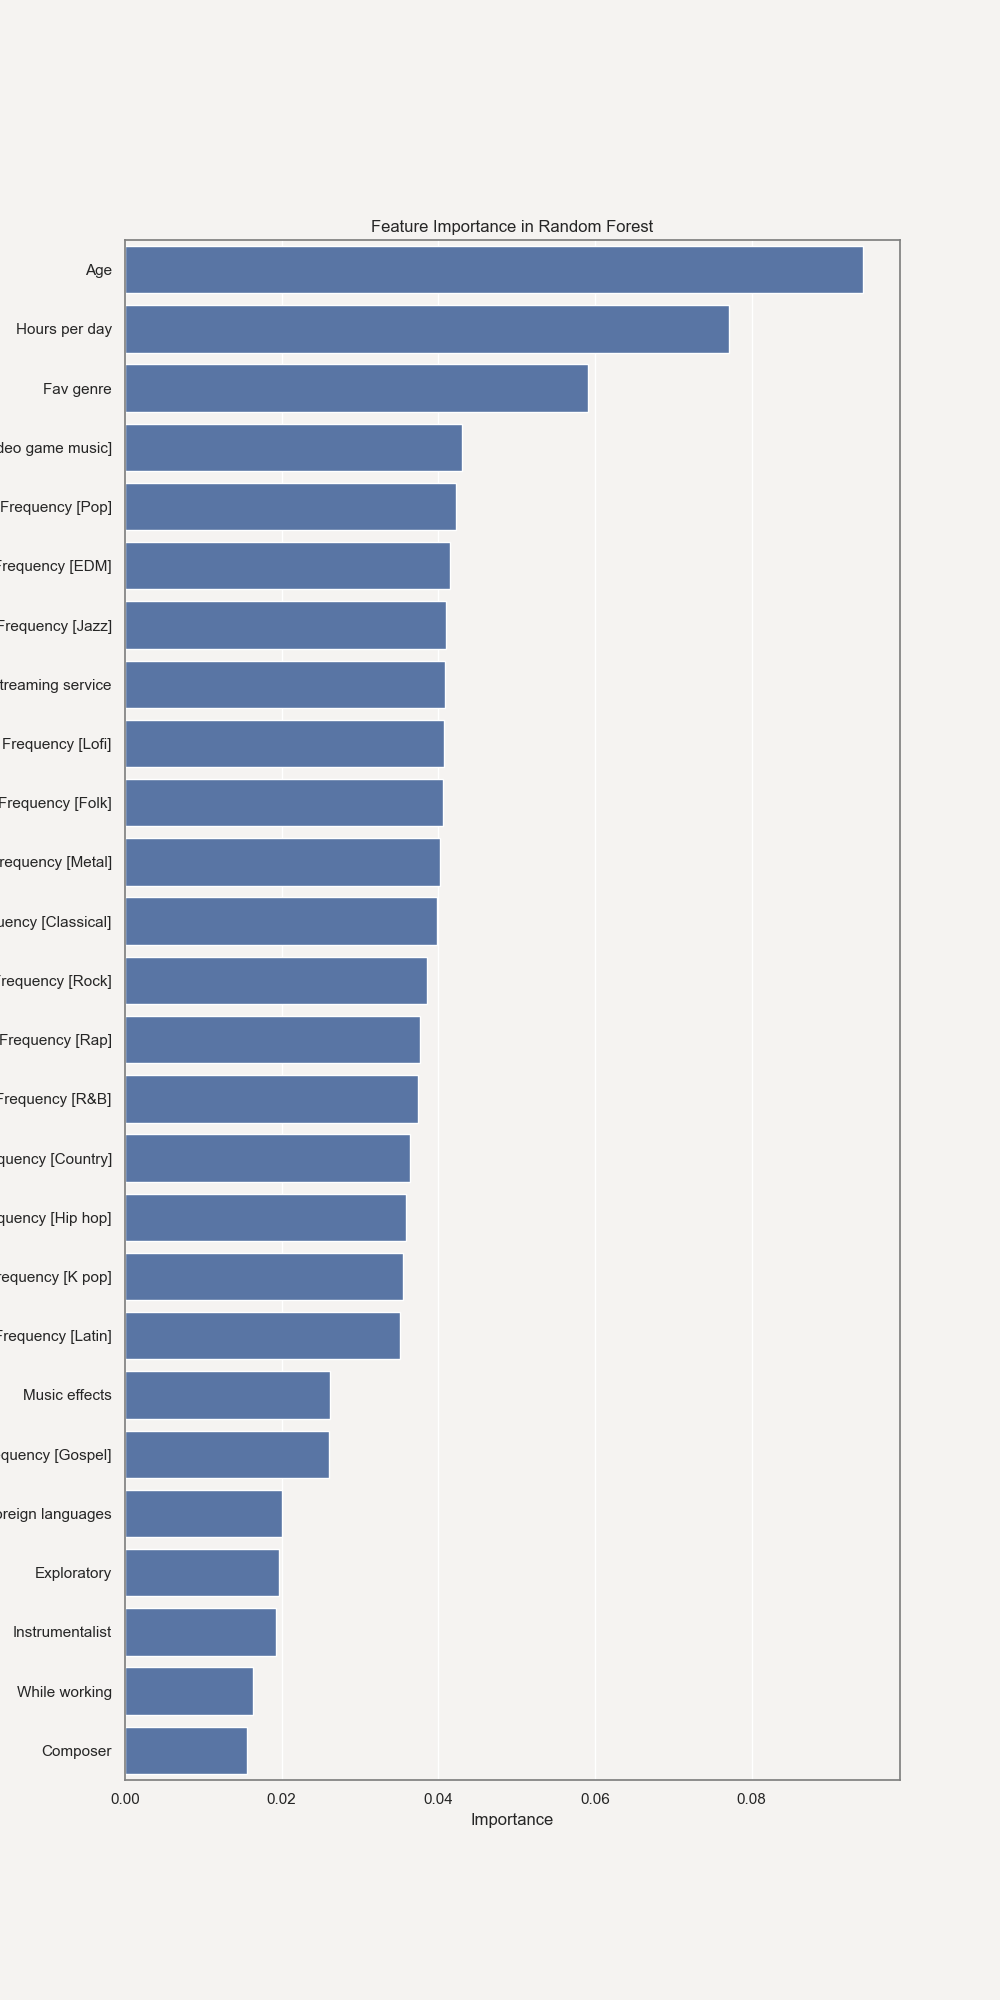 Feature Importance in Random Forest
Age
Hours per day
Fav genre
deo game music]
Frequency [Pop]
Frequency [EDM]
Frequency [Jazz]
treaming service
Frequency [Lofi]
Frequency [Folk]
requency [Metal]
uency [Classical]
requency [Rock]
Frequency [Rap]
Frequency [R&B]
quency [Country]
quency [Hip hop]
requency [K pop]
Frequency [Latin]
Music effects
quency [Gospel]
oreign languages
Exploratory
Instrumentalist
While working
Composer
0.00 0.02 0.04 0.06 0.08
Importance